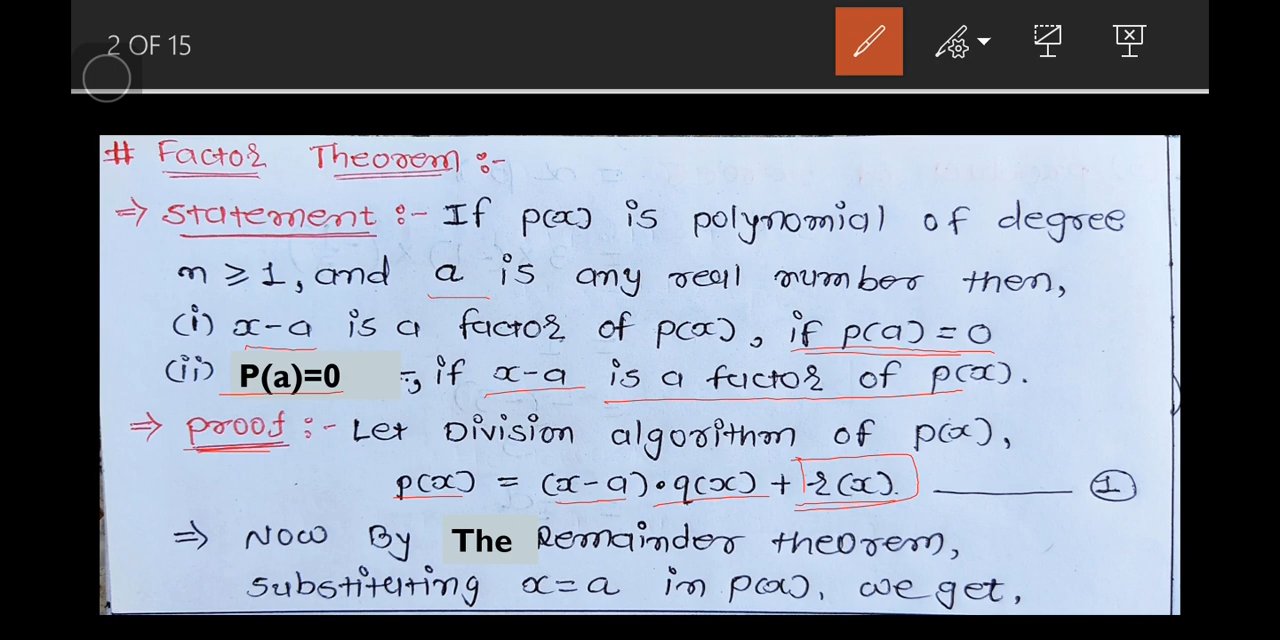 2 OF 15
# Factor Theorem :-
⇒ Statement :- If p(x) is polynomial of degree
n ≥ 1, and a is any real number then,
(i) x-a is a factor of p(x), if p(a) = 0
(ii) P(a)=0 , if x-a is a factor of p(x).
⇒ proof :- Let Division algorithm of p(x),
p(x) = (x-a)•q(x) + r(x). ——— ①
⇒ Now By The Remainder theorem,
substituting x=a in p(x), we get,